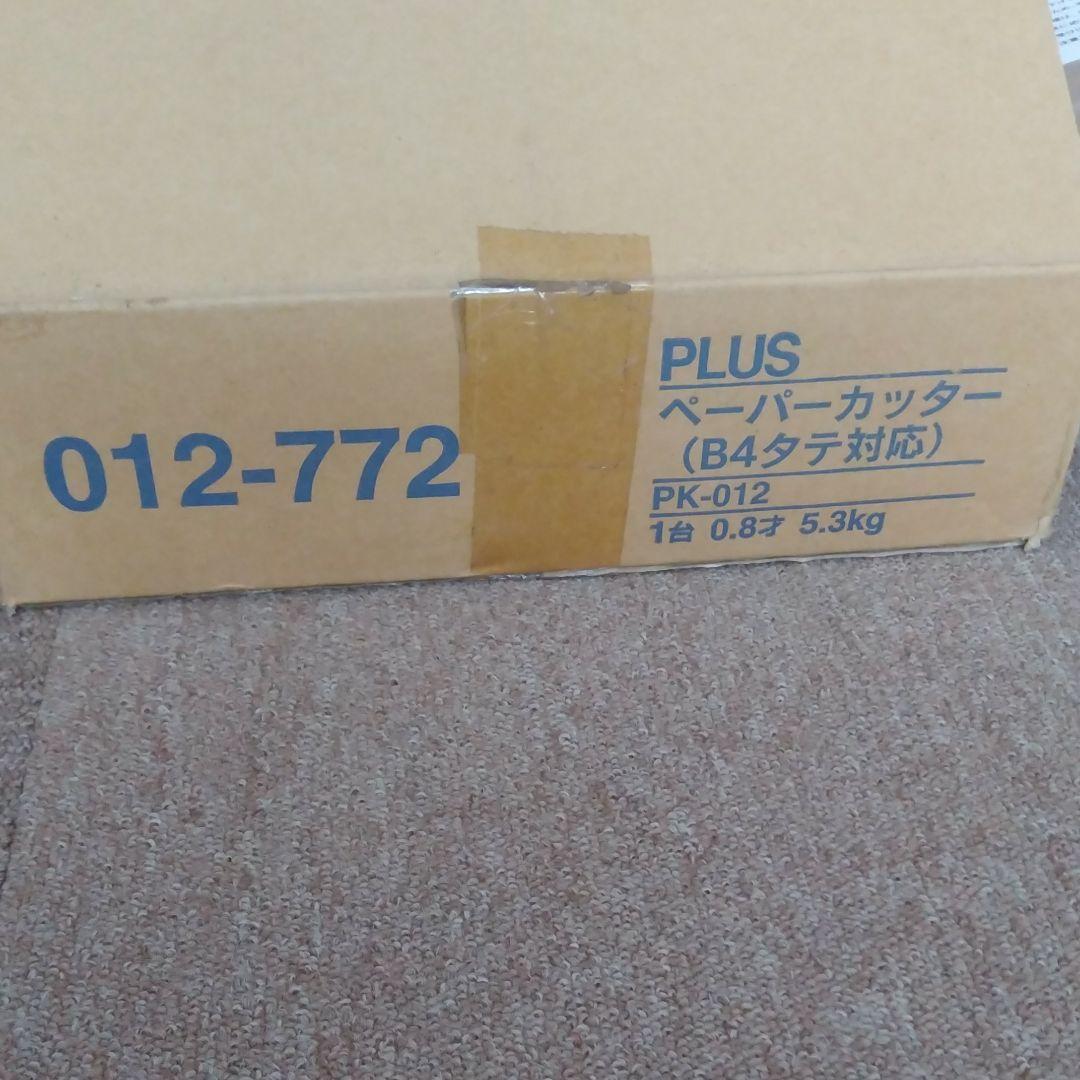 012-772
PLUS
ペーパーカッター
（B4タテ対応）
PK-012
1台 0.8才 5.3kg